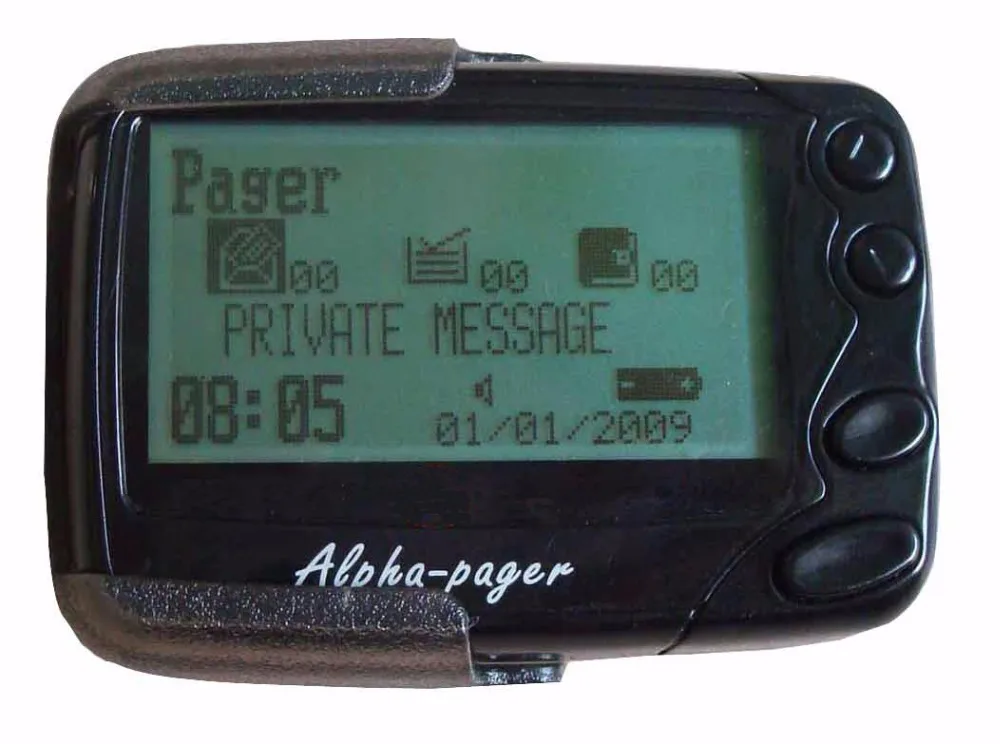 Pager
00 00 00
PRIVATE MESSAGE
08:05
01/01/2009
Alpha-pager